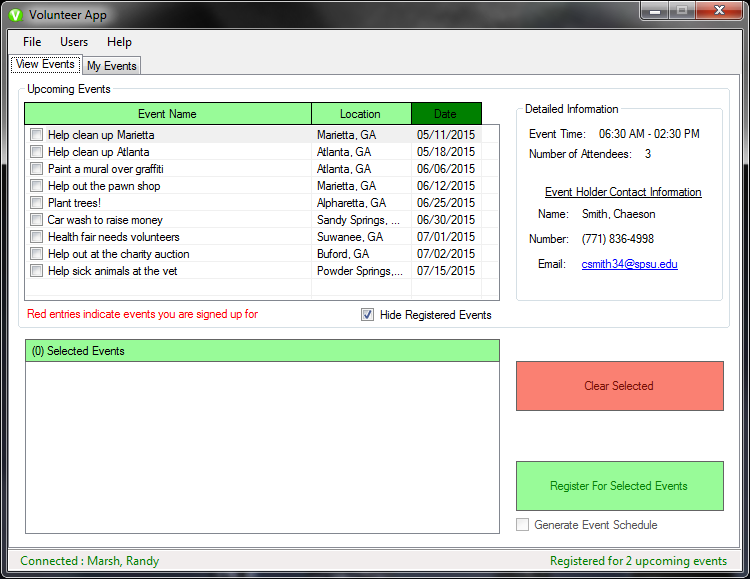 Volunteer App
File Users Help
View Events My Events
Upcoming Events
Event Name Location Date
Help clean up Marietta Marietta, GA 05/11/2015
Help clean up Atlanta Atlanta, GA 05/18/2015
Paint a mural over graffiti Atlanta, GA 06/06/2015
Help out the pawn shop Marietta, GA 06/12/2015
Plant trees! Alpharetta, GA 06/25/2015
Car wash to raise money Sandy Springs, ... 06/30/2015
Health fair needs volunteers Suwanee, GA 07/01/2015
Help out at the charity auction Buford, GA 07/02/2015
Help sick animals at the vet Powder Springs,... 07/15/2015
Red entries indicate events you are signed up for
Hide Registered Events
Detailed Information
Event Time: 06:30 AM - 02:30 PM
Number of Attendees: 3
Event Holder Contact Information
Name: Smith, Chaeson
Number: (771) 836-4998
Email: csmith34@spsu.edu
(0) Selected Events
Clear Selected
Register For Selected Events
Generate Event Schedule
Connected : Marsh, Randy
Registered for 2 upcoming events